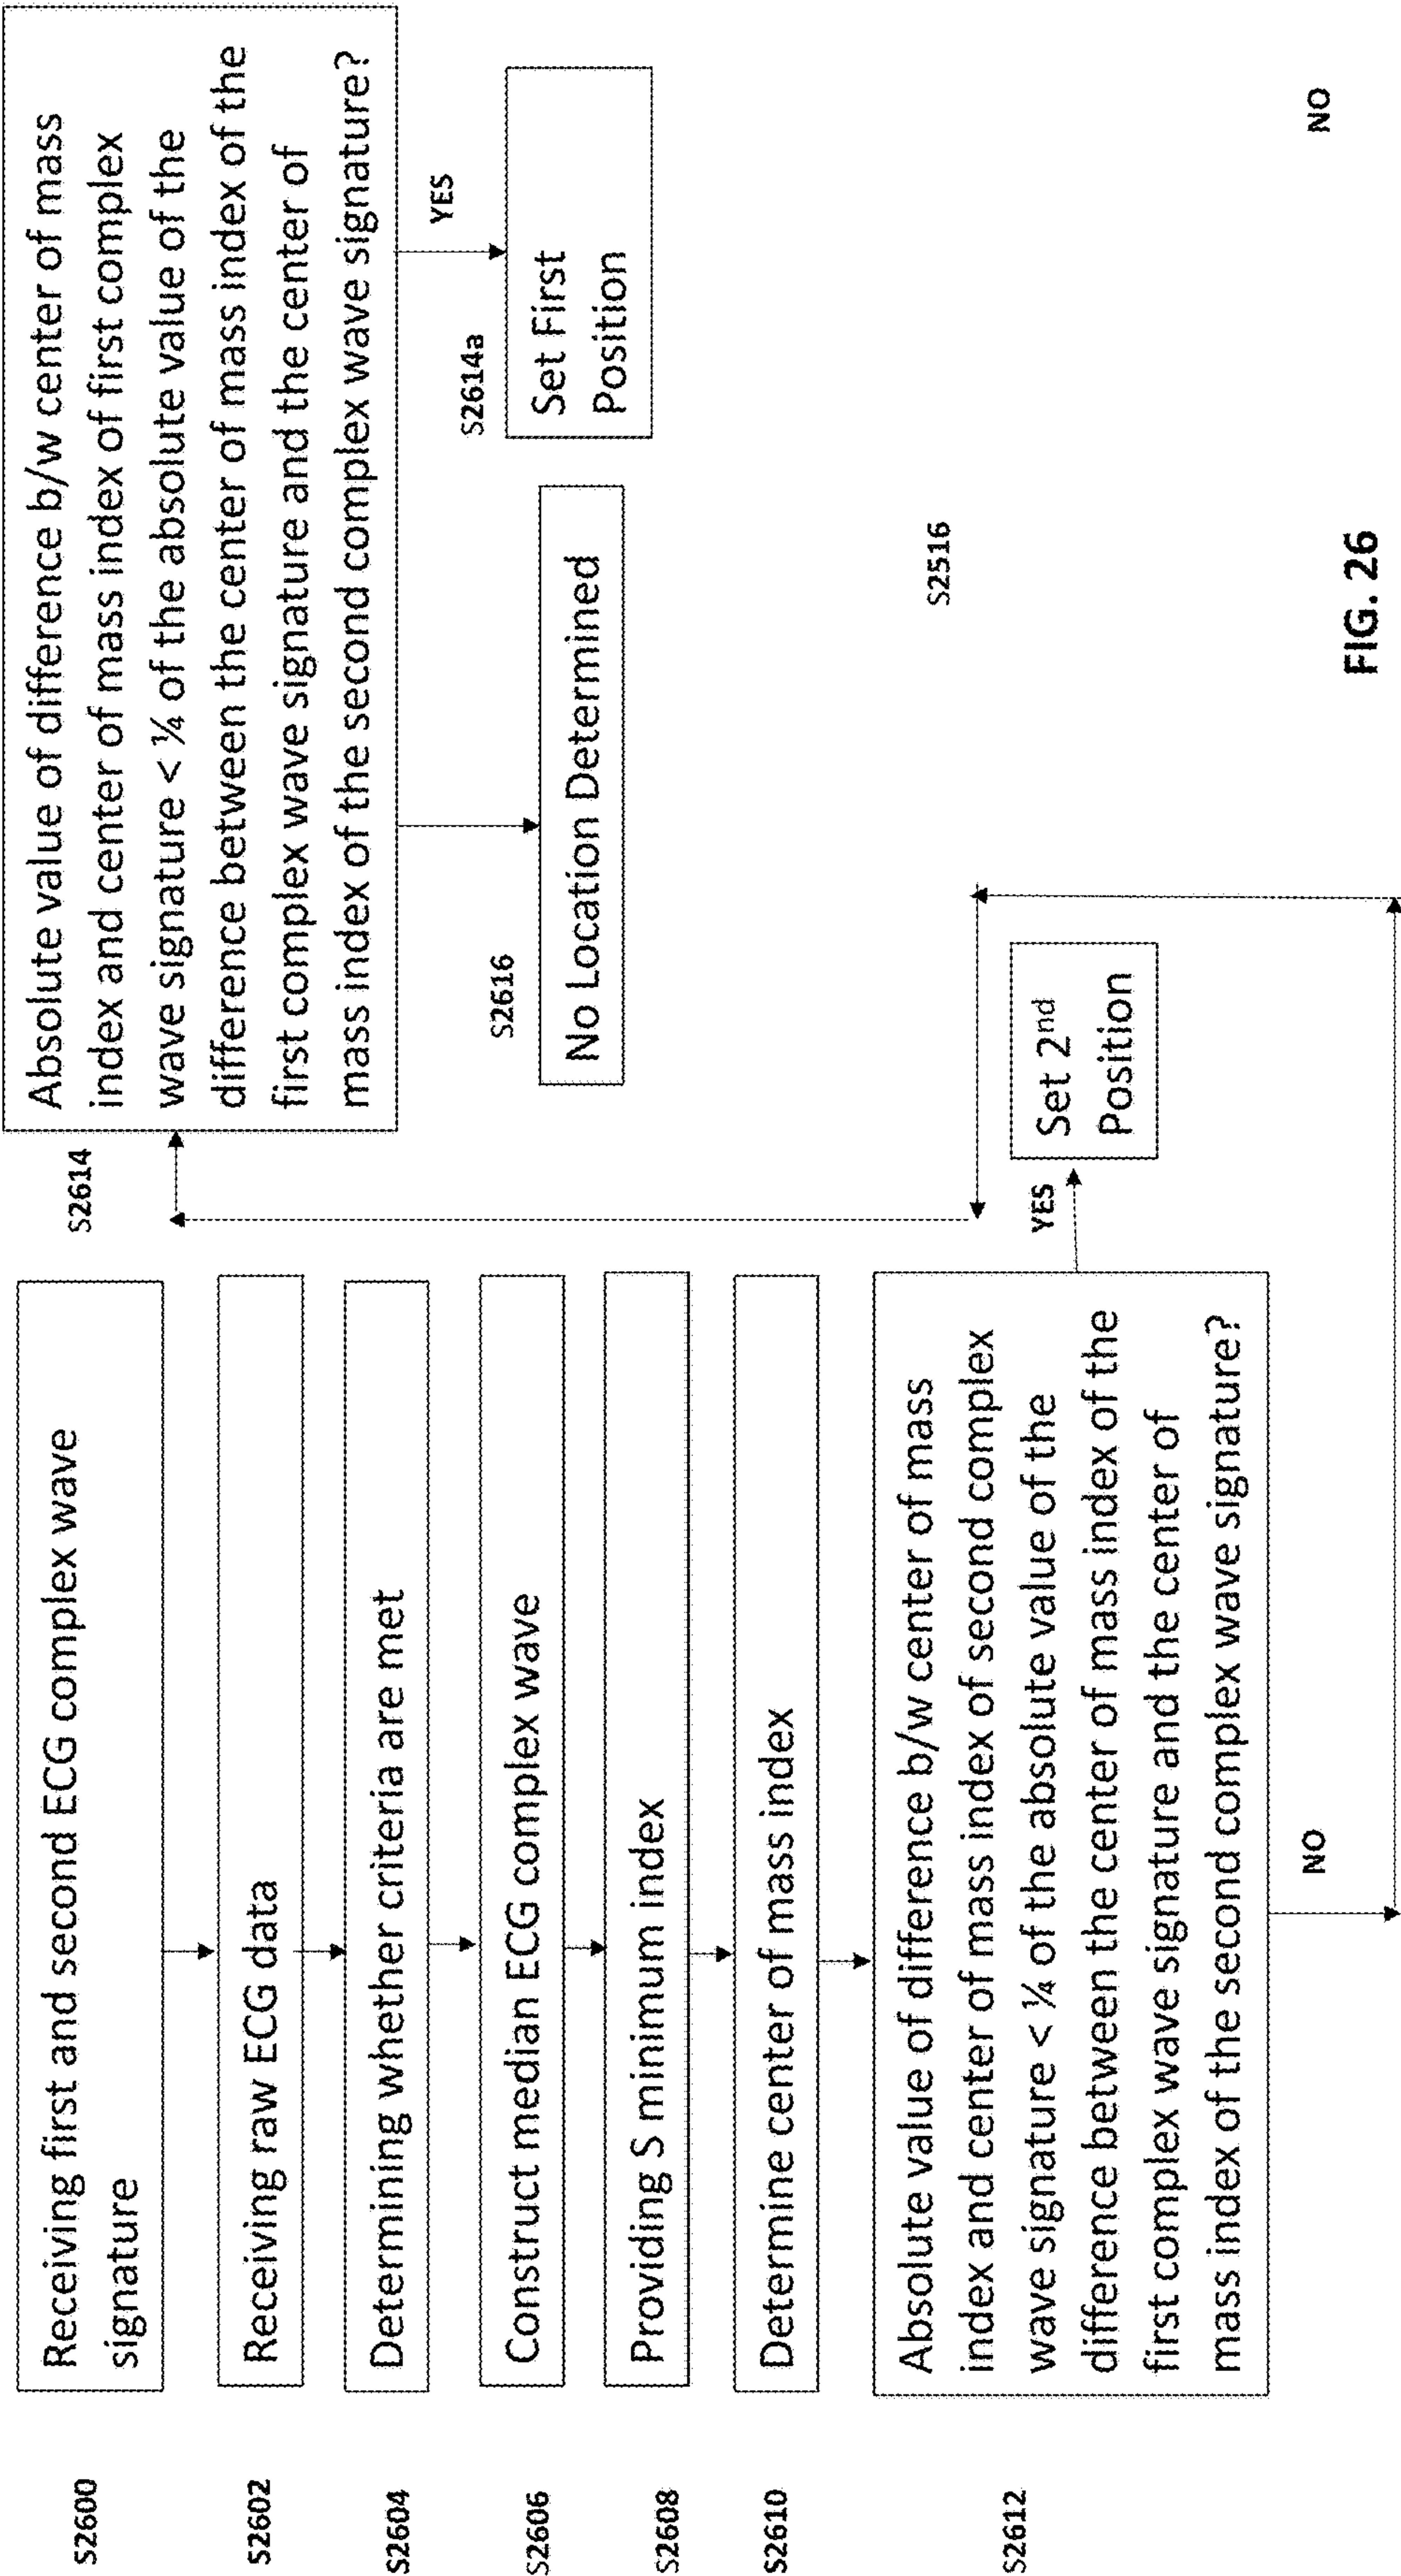 S2600
Receiving first and second ECG complex wave
signature
S2602
Receiving raw ECG data
S2604
Determining whether criteria are met
S2606
Construct median ECG complex wave
S2608
Providing S minimum index
S2610
Determine center of mass index
S2612
Absolute value of difference b/w center of mass
index and center of mass index of second complex
wave signature < ¼ of the absolute value of the
difference between the center of mass index of the
first complex wave signature and the center of
mass index of the second complex wave signature?
NO
YES
Set 2nd
Position
S2614
Absolute value of difference b/w center of mass
index and center of mass index of first complex
wave signature < ¼ of the absolute value of the
difference between the center of mass index of the
first complex wave signature and the center of
mass index of the second complex wave signature?
YES
S2614a
Set First
Position
S2616
No Location Determined
S2516
NO
FIG. 26